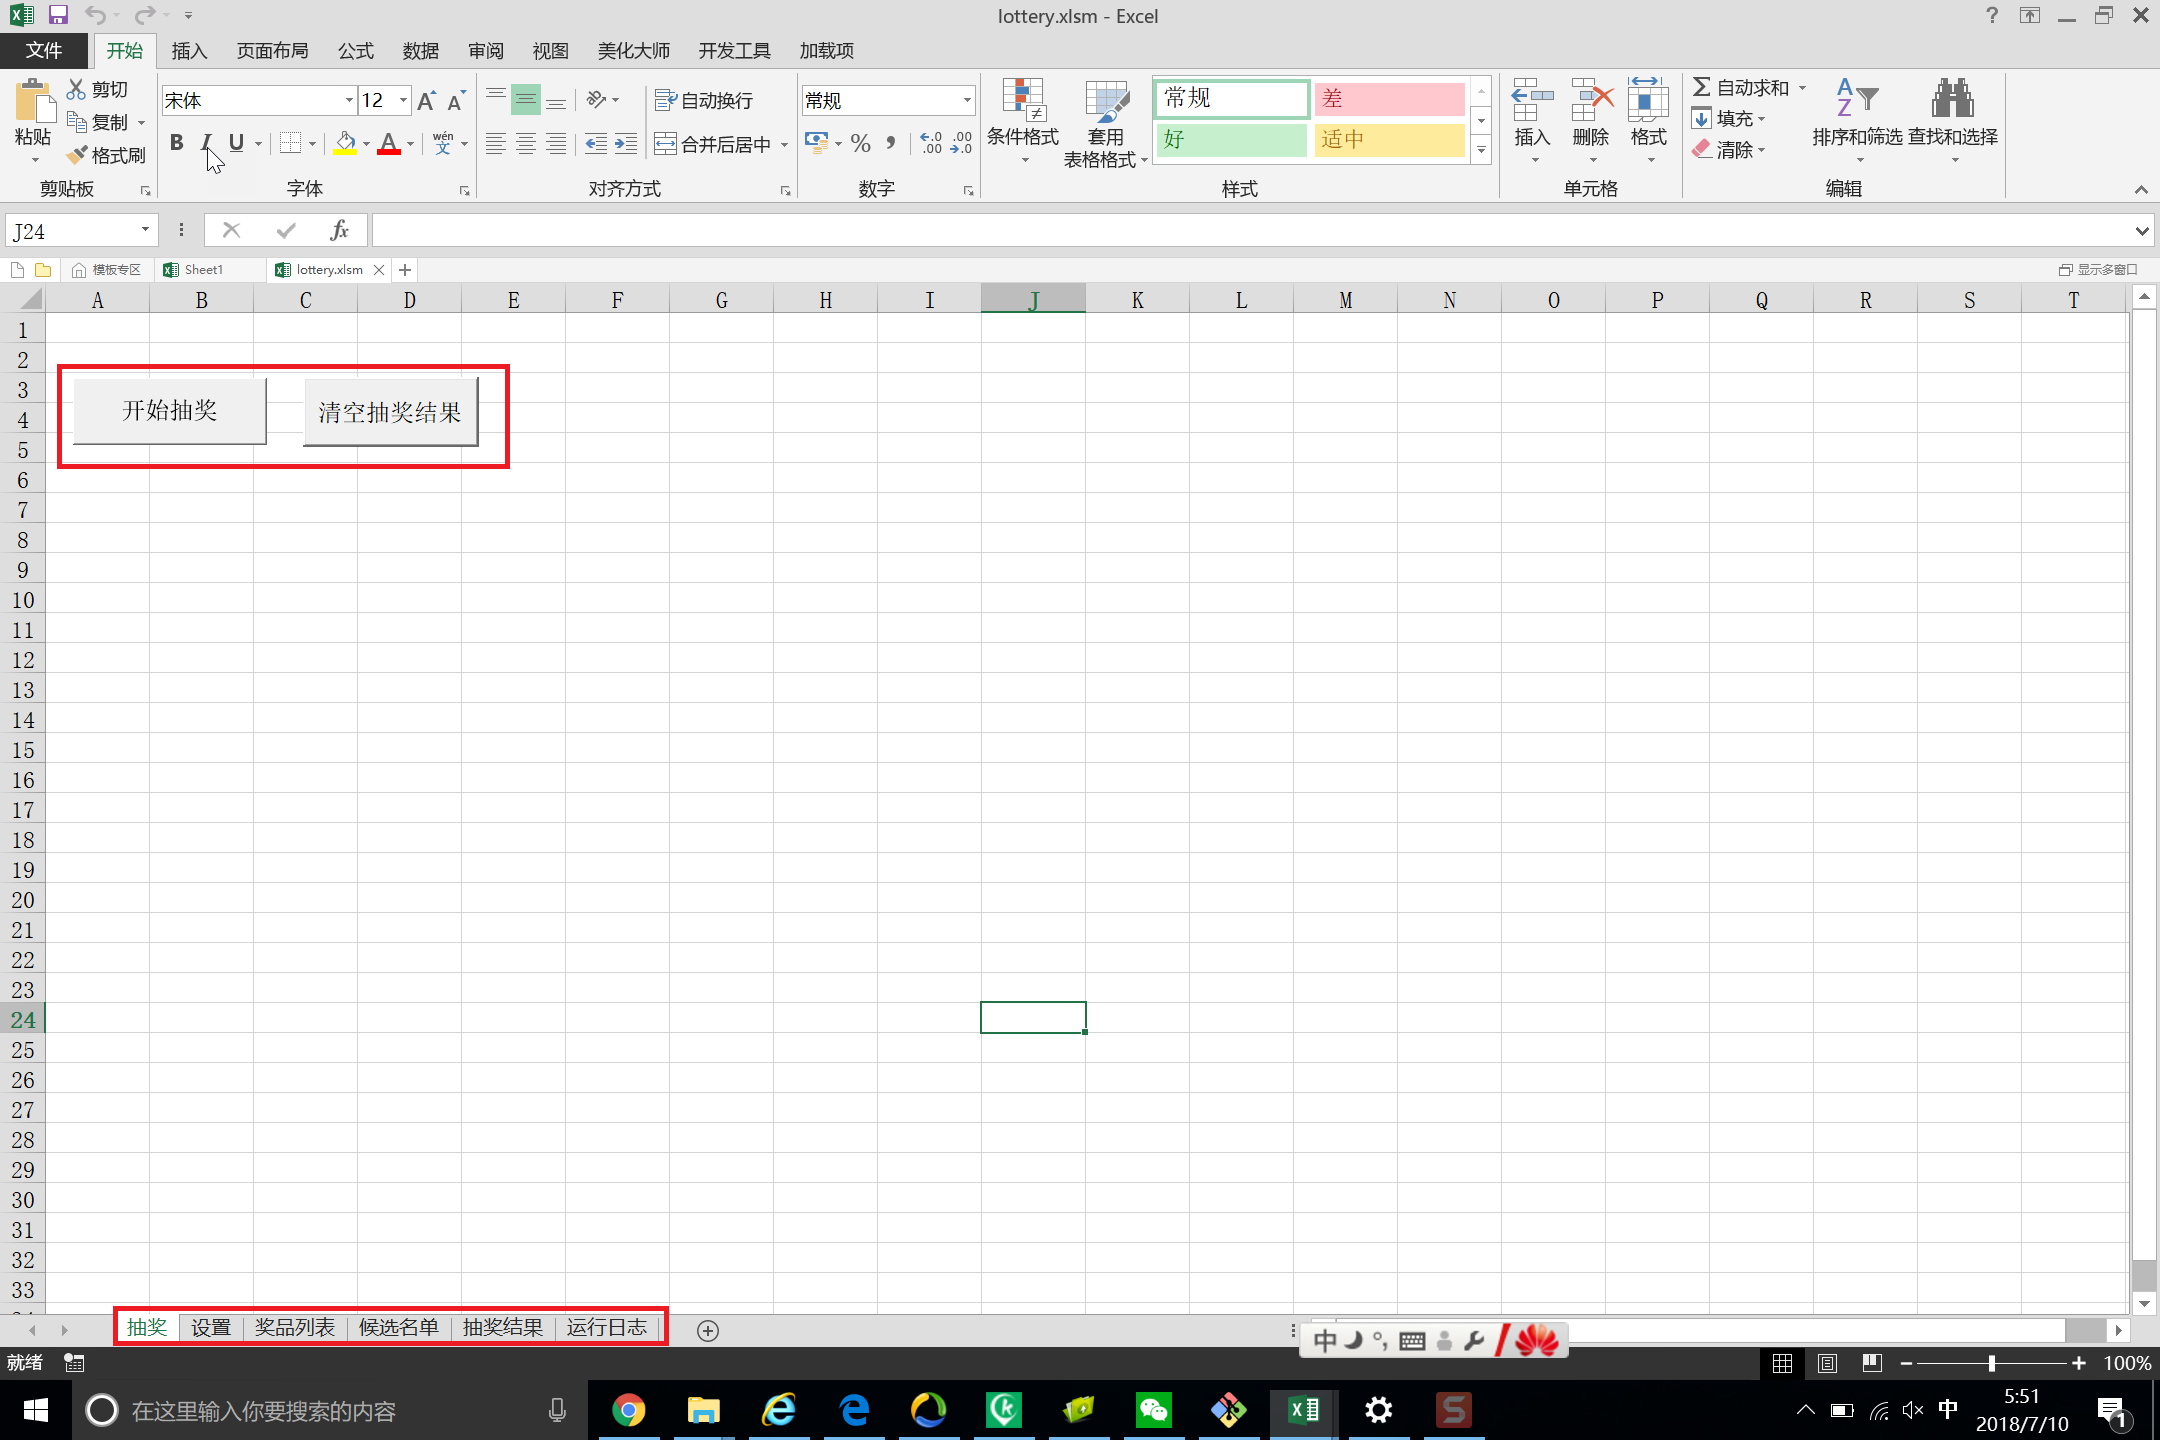 lottery.xlsm - Excel
文件 开始 插入 页面布局 公式 数据 审阅 视图 美化大师 开发工具 加载项
粘贴 剪切 复制 格式刷 剪贴板
宋体 12 B I U wén 文 字体
自动换行 合并后居中 对齐方式
常规 % 数字
条件格式 套用 表格格式 常规 差 好 适中 样式
插入 删除 格式 单元格
自动求和 填充 清除 排序和筛选 查找和选择 编辑
J24 fx
模板专区 Sheet1 lottery.xlsm 显示多窗口
A B C D E F G H I J K L M N O P Q R S T
1
2
3
4
5
开始抽奖 清空抽奖结果
6
7
8
9
10
11
12
13
14
15
16
17
18
19
20
21
22
23
24
25
26
27
28
29
30
31
32
33
抽奖 设置 奖品列表 候选名单 抽奖结果 运行日志
中
就绪 100%
在这里输入你要搜索的内容
中 5:51
2018/7/10
1